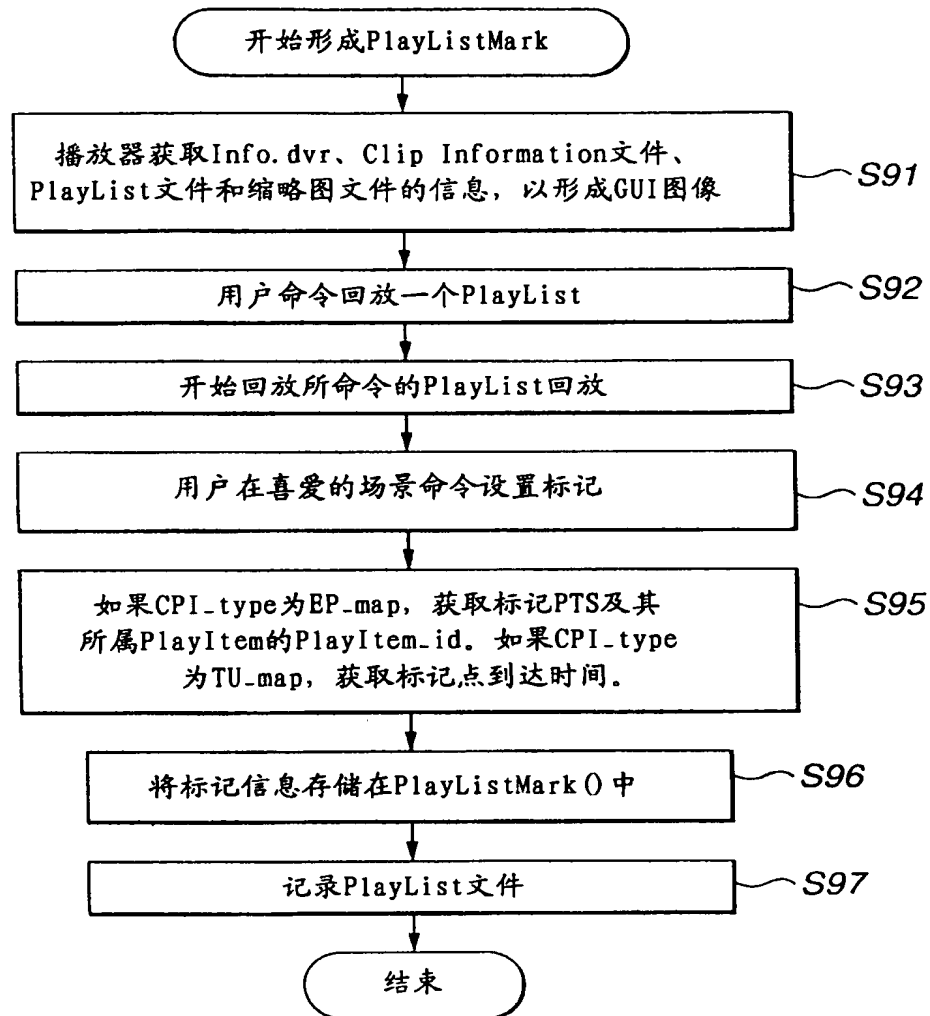 开始形成PlayListMark
播放器获取Info.dvr、Clip Information文件、
PlayList文件和缩略图文件的信息，以形成GUI图像
S91
用户命令回放一个PlayList
S92
开始回放所命令的PlayList回放
S93
用户在喜爱的场景命令设置标记
S94
如果CPI_type为EP_map，获取标记PTS及其
所属PlayItem的PlayItem_id。如果CPI_type
为TU_map，获取标记点到达时间。
S95
将标记信息存储在PlayListMark()中
S96
记录PlayList文件
S97
结束